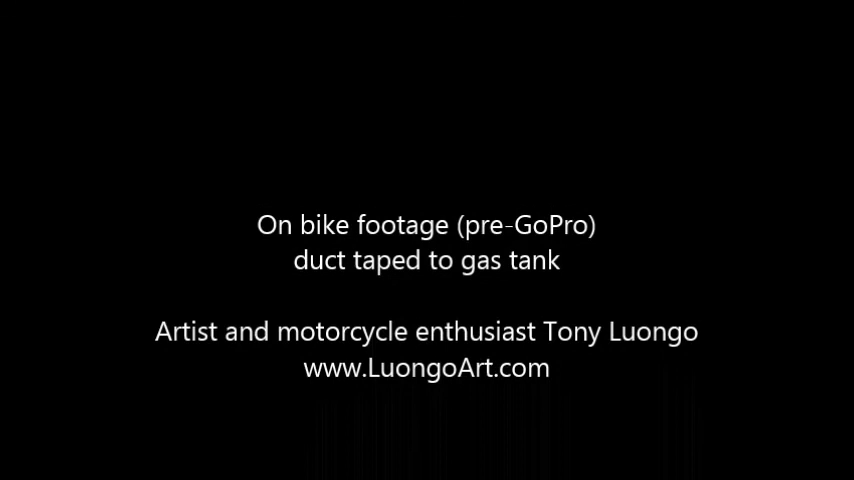 On bike footage (pre-GoPro)
duct taped to gas tank
Artist and motorcycle enthusiast Tony Luongo
www.LuongoArt.com